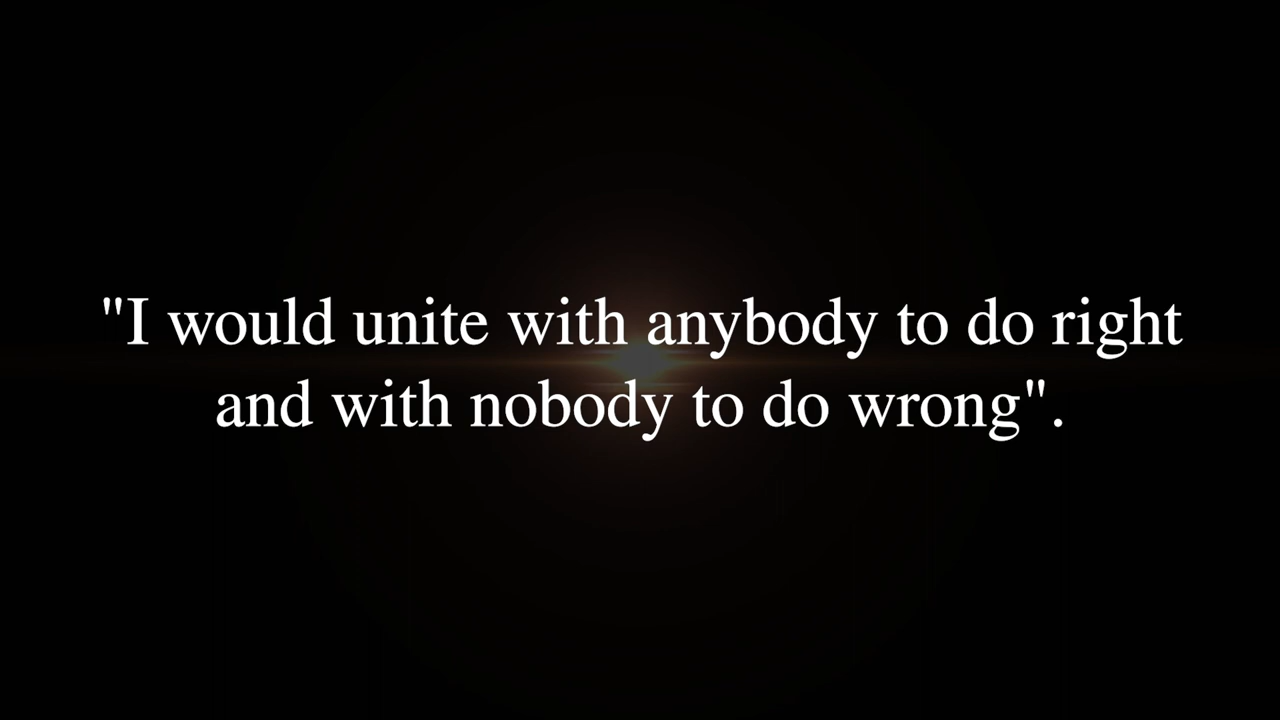 "I would unite with anybody to do right
and with nobody to do wrong".